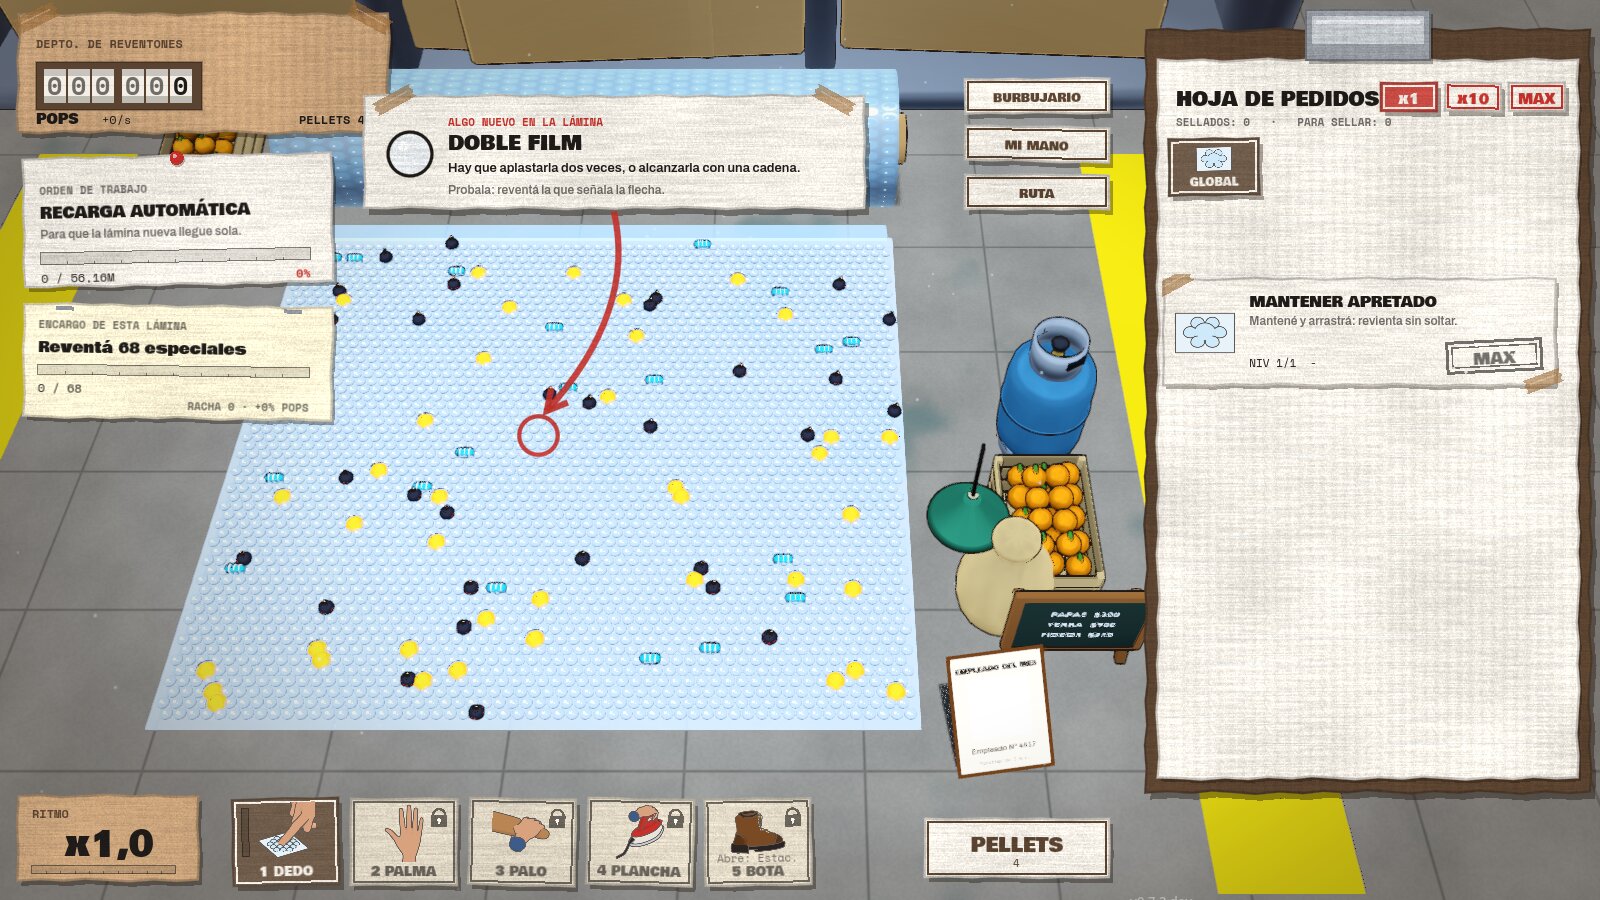 DEPTO. DE REVENTONES
000 000
POPS +0/s PELLETS 4
ORDEN DE TRABAJO
RECARGA AUTOMÁTICA
Para que la lámina nueva llegue sola.
0 / 56.16M 0%
ENCARGO DE ESTA LÁMINA
Reventá 68 especiales
0 / 68
RACHA 0 · +0% POPS
ALGO NUEVO EN LA LÁMINA
DOBLE FILM
Hay que aplastarla dos veces, o alcanzarla con una cadena.
Probala: reventá la que señala la flecha.
BURBUJARIO
MI MANO
RUTA
HOJA DE PEDIDOS x1 x10 MAX
SELLADOS: 0 · PARA SELLAR: 0
GLOBAL
MANTENER APRETADO
Mantené y arrastrá: revienta sin soltar.
NIV 1/1 -
MAX
EMPLEADO DEL MES
Empleado N° 4517
RITMO
x1,0
1 DEDO
2 PALMA
3 PALO
4 PLANCHA
Abre: Estac.
5 BOTA
PELLETS
4